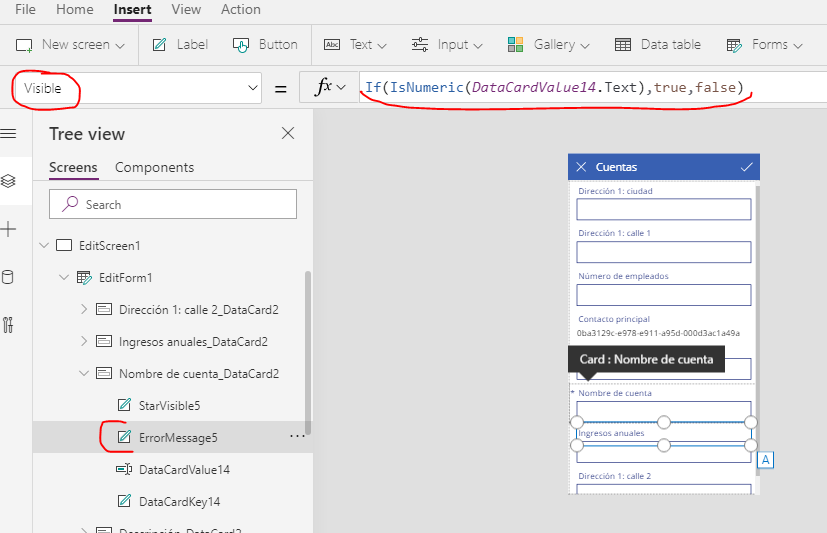 File Home Insert View Action
New screen Label Button Abc Text Input Gallery Data table Forms
Visible = fx If(IsNumeric(DataCardValue14.Text),true,false)
Tree view
Screens Components
Search
EditScreen1
EditForm1
Dirección 1: calle 2_DataCard2
Ingresos anuales_DataCard2
Nombre de cuenta_DataCard2
StarVisible5
ErrorMessage5 ...
DataCardValue14
DataCardKey14
Descripción_DataCard2
Cuentas
Dirección 1: ciudad
Dirección 1: calle 1
Número de empleados
Contacto principal
0ba3129c-e978-e911-a95d-000d3ac1a49a
Card : Nombre de cuenta
* Nombre de cuenta
Ingresos anuales
A
Dirección 1: calle 2